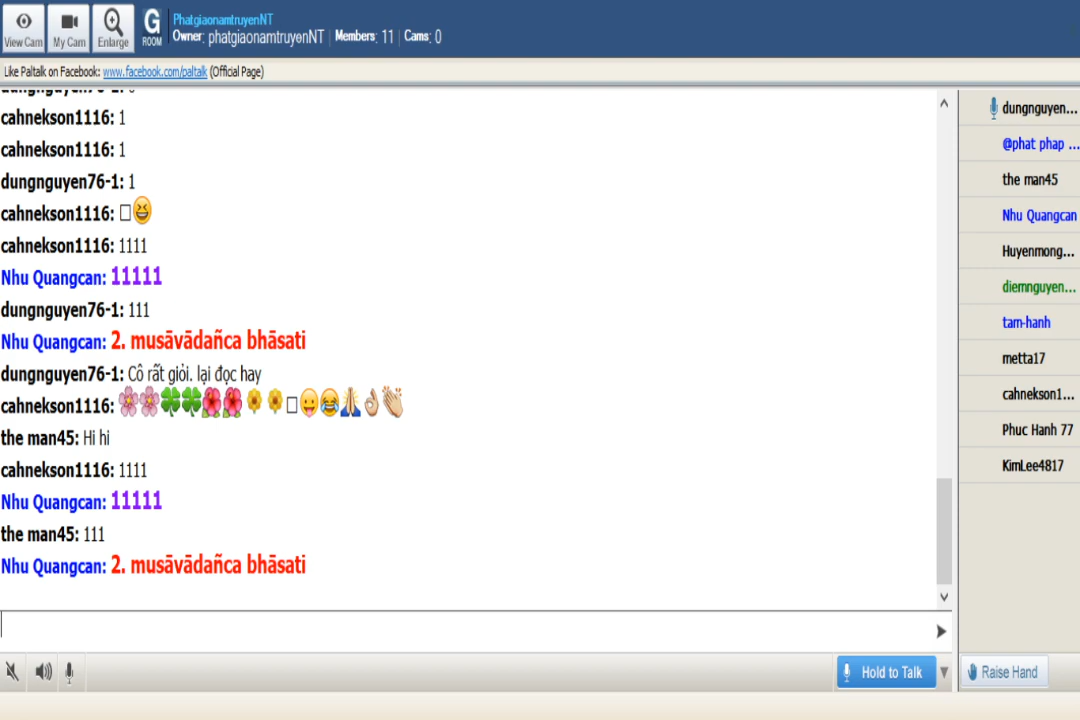 View Cam
My Cam
Enlarge
G ROOM
PhatgiaonamtruyenNT
Owner: phatgiaonamtruyenNT | Members: 11 | Cams: 0
Like Paltalk on Facebook: www.facebook.com/paltalk (Official Page)
cahnekson1116: 1
cahnekson1116: 1
dungnguyen76-1: 1
cahnekson1116: 😆
cahnekson1116: 1111
Nhu Quangcan: 11111
dungnguyen76-1: 111
Nhu Quangcan: 2. musāvādañca bhāsati
dungnguyen76-1: Cô rất giỏi. lại đọc hay
cahnekson1116: 🌸🌸🍀🍀🌺🌺🌻🌻😛😂🙏👌👏
the man45: Hi hi
cahnekson1116: 1111
Nhu Quangcan: 11111
the man45: 111
Nhu Quangcan: 2. musāvādañca bhāsati
Hold to Talk
dungnguyen...
@phat phap ...
the man45
Nhu Quangcan
Huyenmong...
diemnguyen...
tam-hanh
metta17
cahnekson1...
Phuc Hanh 77
KimLee4817
Raise Hand